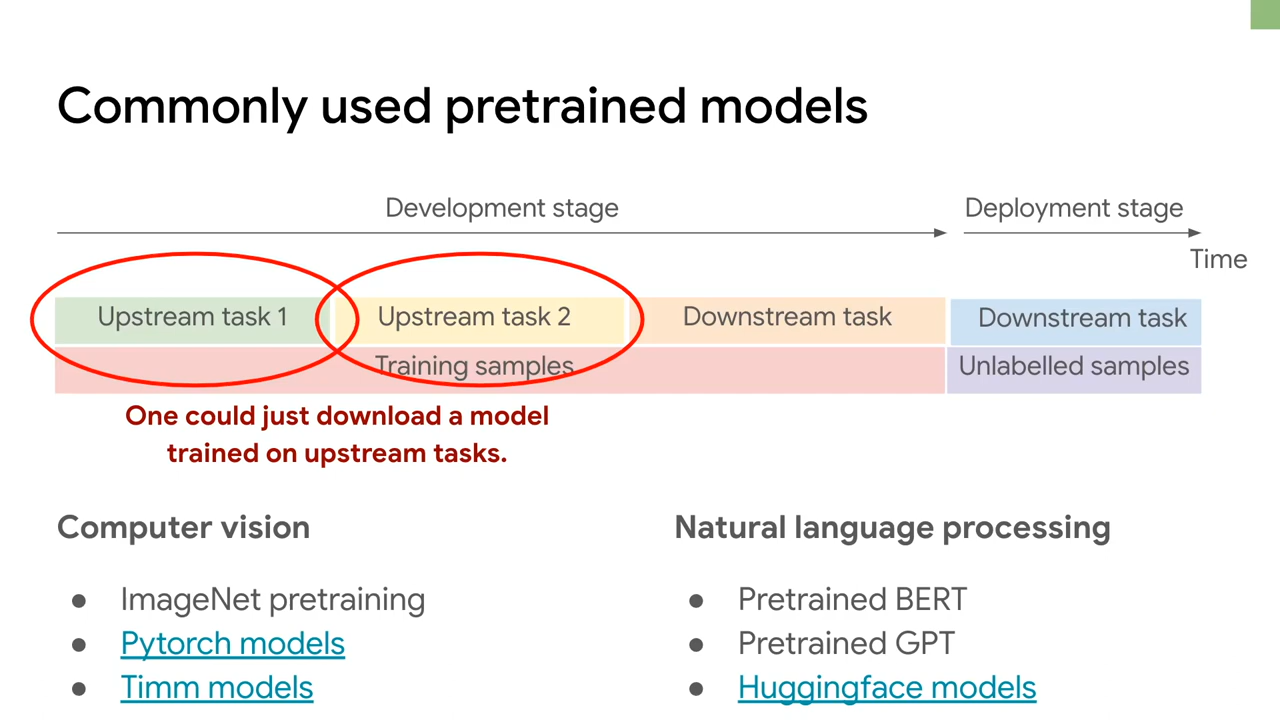 Commonly used pretrained models
Development stage
Deployment stage
Time
Upstream task 1
Upstream task 2
Downstream task
Downstream task
Training samples
Unlabelled samples
One could just download a model
trained on upstream tasks.
Computer vision
● ImageNet pretraining
● Pytorch models
● Timm models
Natural language processing
● Pretrained BERT
● Pretrained GPT
● Huggingface models